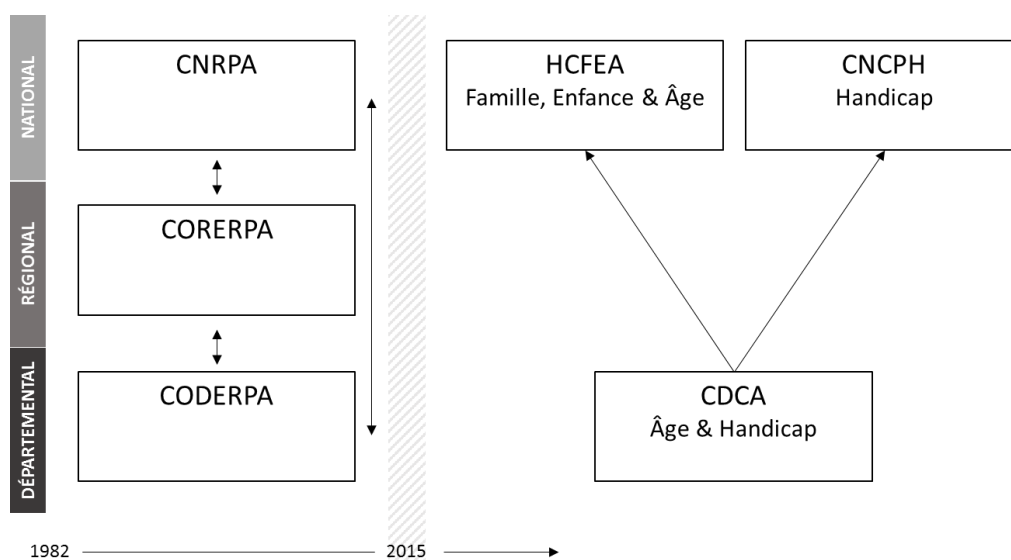 NATIONAL
CNRPA
HCFEA
Famille, Enfance & Âge
CNCPH
Handicap
RÉGIONAL
CORERPA
DÉPARTEMENTAL
CODERPA
CDCA
Âge & Handicap
1982
2015